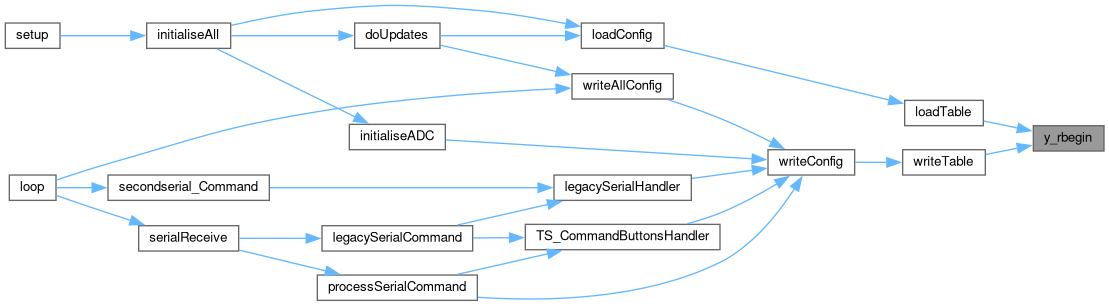 setup
initialiseAll
doUpdates
loadConfig
writeAllConfig
initialiseADC
loadTable
y_rbegin
writeConfig
writeTable
loop
secondserial_Command
legacySerialHandler
serialReceive
legacySerialCommand
TS_CommandButtonsHandler
processSerialCommand